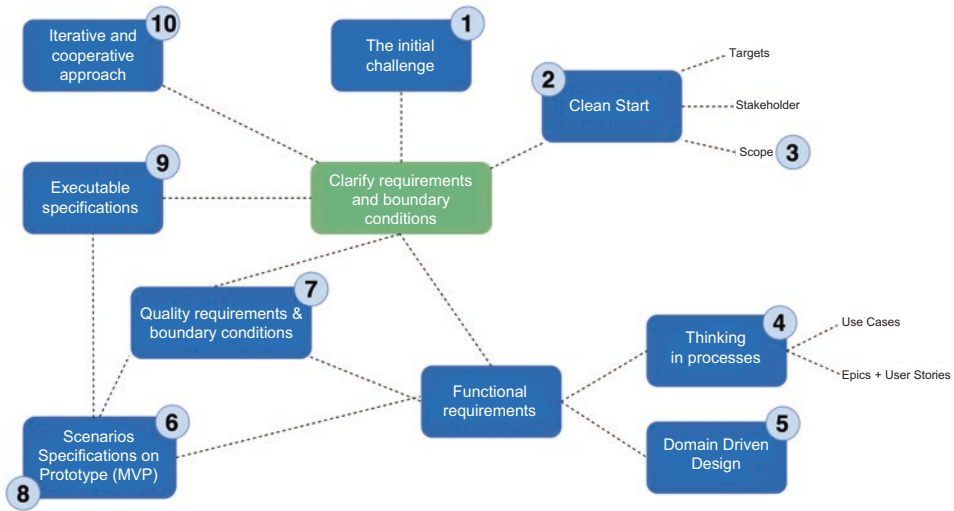 10
Iterative and
cooperative
approach
1
The initial
challenge
2
Clean Start
Targets
Stakeholder
Scope
3
9
Executable
specifications
Clarify requirements
and boundary
conditions
7
Quality requirements &
boundary conditions
4
Thinking
in processes
Use Cases
Epics + User Stories
Functional
requirements
6
Scenarios
Specifications on
Prototype (MVP)
8
5
Domain Driven
Design